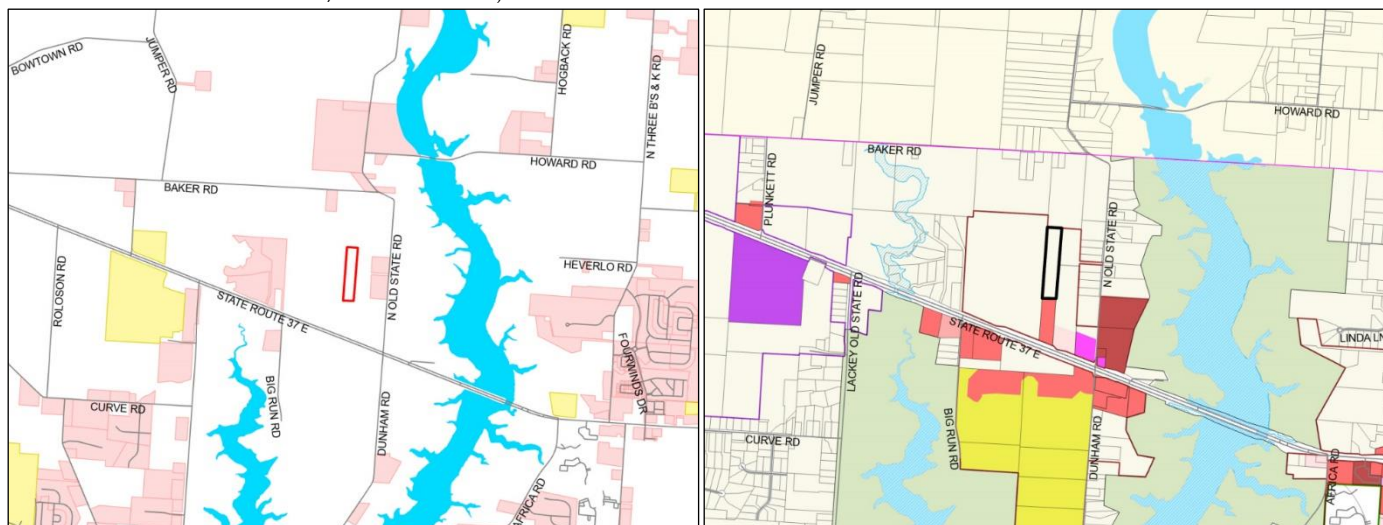 BOWTOWN RD
JUMPER RD
HOGBACK RD
N THREE B'S & K RD
HOWARD RD
BAKER RD
ROLOSON RD
N OLD STATE RD
HEVERLO RD
STATE ROUTE 37 E
FOURWINDS DR
BIG RUN RD
CURVE RD
DUNHAM RD
AFRICA RD
JUMPER RD
HOWARD RD
BAKER RD
PLUNKETT RD
N OLD STATE RD
LACKEY OLD STATE RD
STATE ROUTE 37 E
LINDA LN
BIG RUN RD
DUNHAM RD
CURVE RD
AFRICA RD